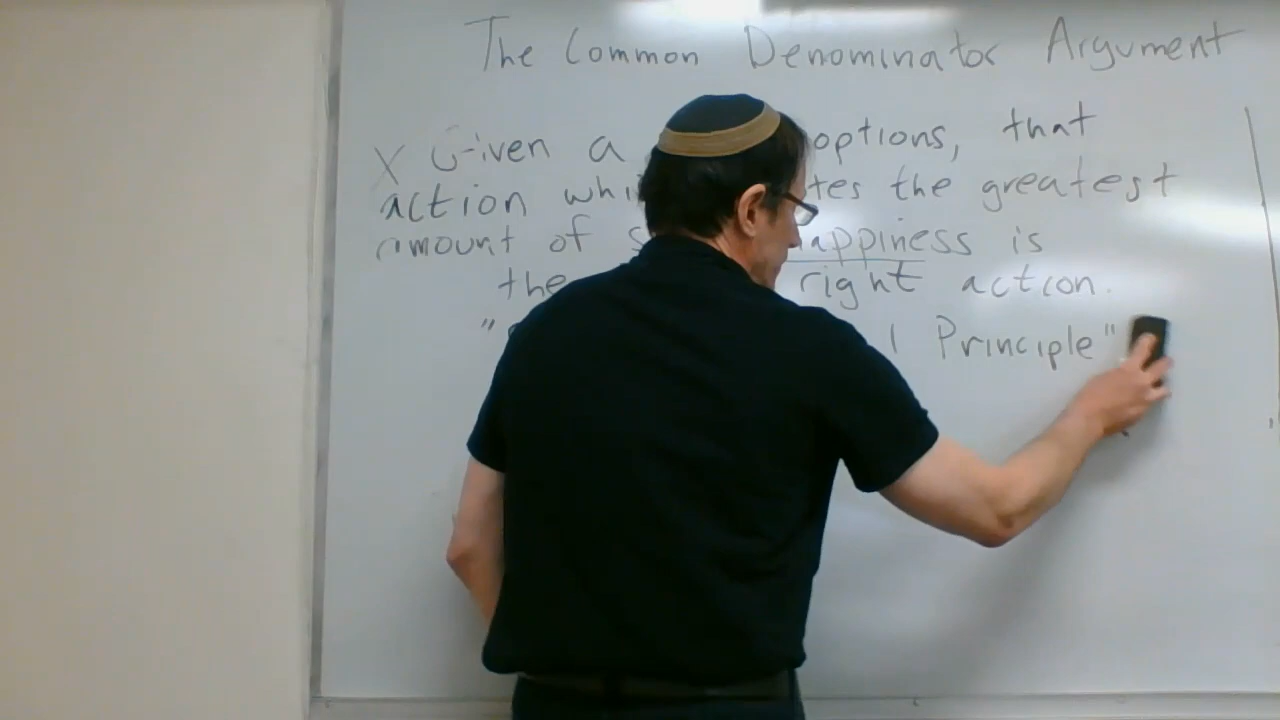 The Common Denominator Argument
X Given a options, that
action whi tes the greatest
amount of s appiness is
the right action.
" l Principle"